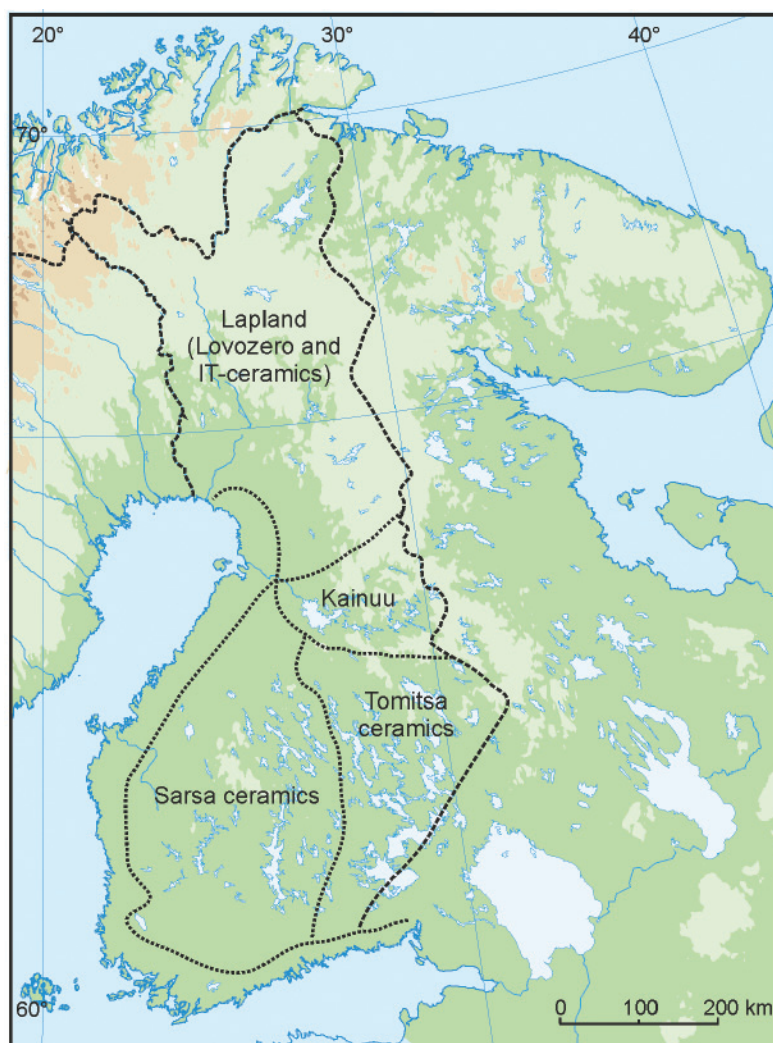 20°
30°
40°
70°
Lapland
(Lovozero and
IT-ceramics)
Kainuu
Tomitsa
ceramics
Sarsa ceramics
60°
0 100 200 km